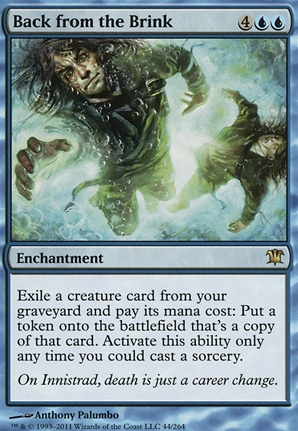 Back from the Brink 4
Enchantment
Exile a creature card from your
graveyard and pay its mana cost: Put a
token onto the battlefield that's a copy
of that card. Activate this ability only
any time you could cast a sorcery.
On Innistrad, death is just a career change.
Anthony Palumbo
™ & © 1993–2011 Wizards of the Coast LLC 44/264